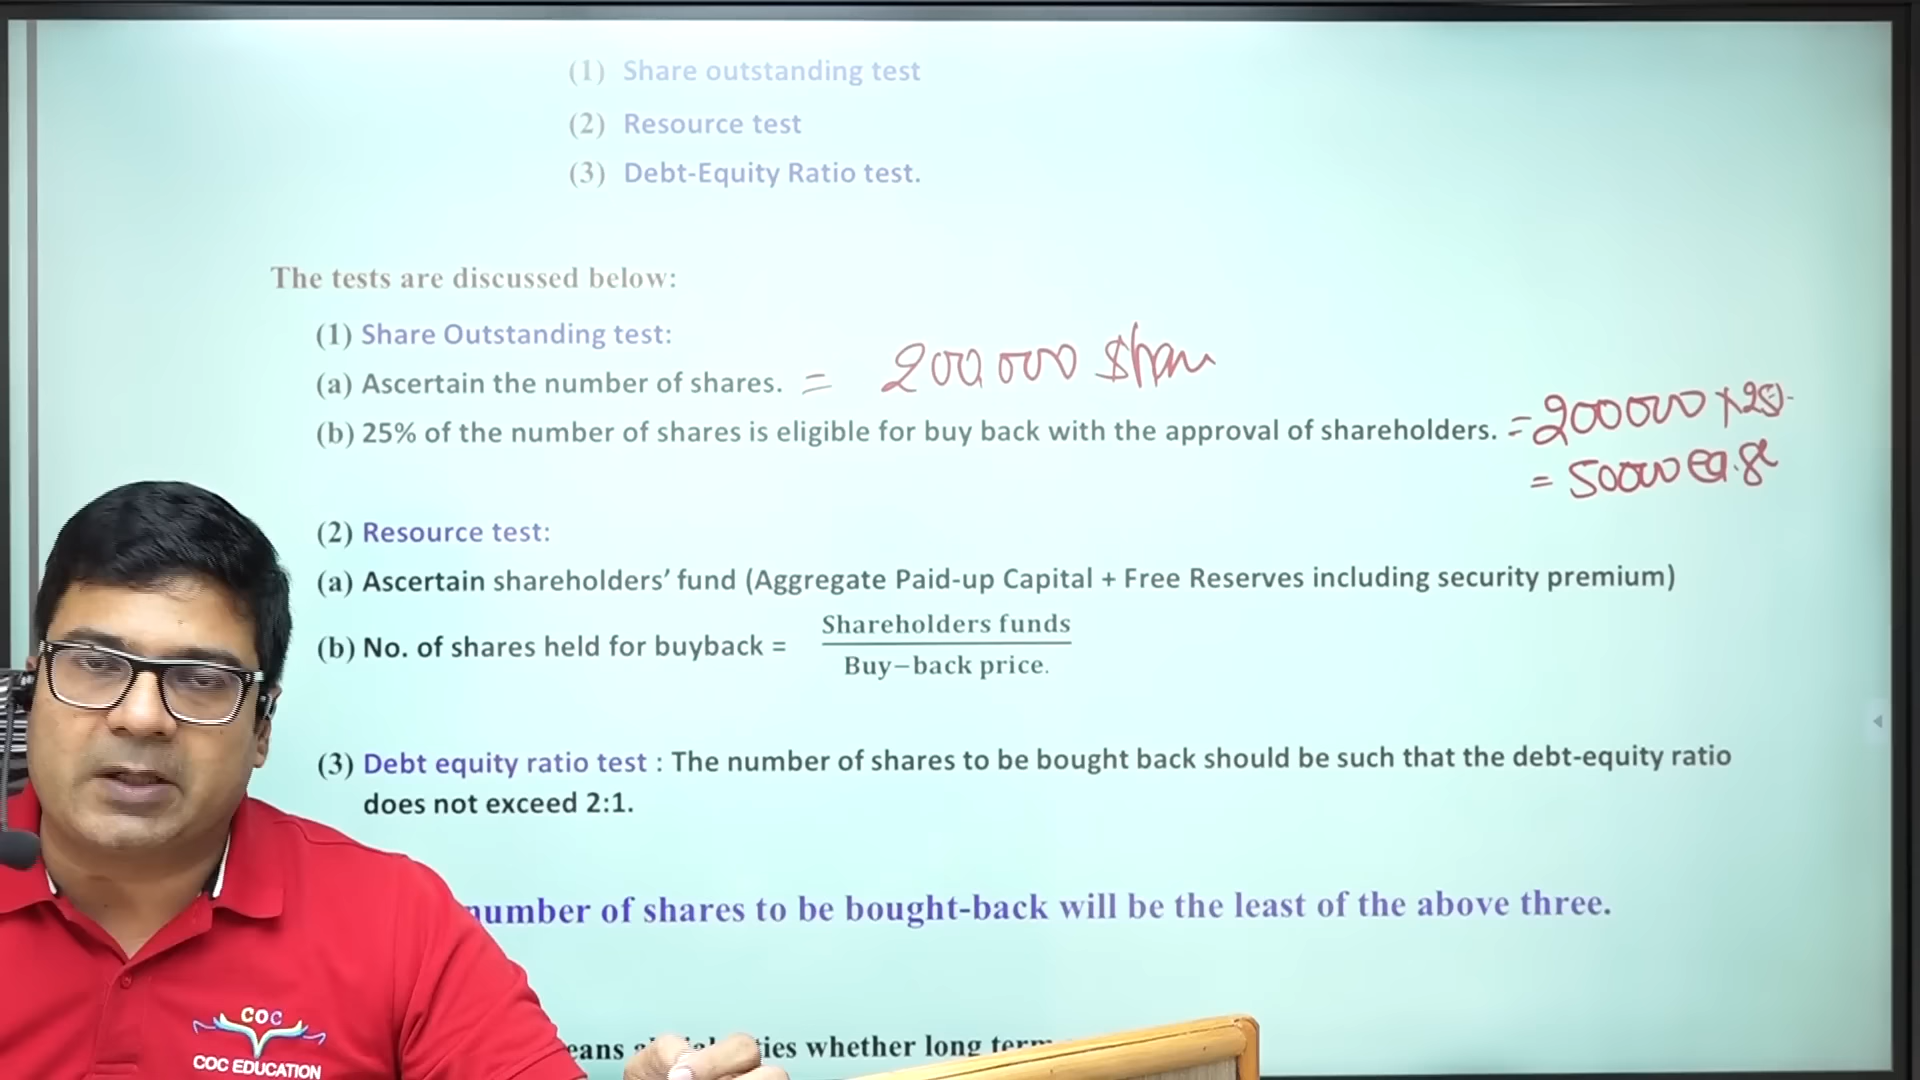 (1) Share outstanding test
(2) Resource test
(3) Debt-Equity Ratio test.
The tests are discussed below:
(1) Share Outstanding test:
(a) Ascertain the number of shares. = 200,000 Share
(b) 25% of the number of shares is eligible for buy back with the approval of shareholders. = 200000 x 25%
= 50000 eq. sh
(2) Resource test:
(a) Ascertain shareholders' fund (Aggregate Paid-up Capital + Free Reserves including security premium)
(b) No. of shares held for buyback = Shareholders funds
Buy-back price.
(3) Debt equity ratio test : The number of shares to be bought back should be such that the debt-equity ratio
does not exceed 2:1.
number of shares to be bought-back will be the least of the above three.
whether long term
COC
COC EDUCATION